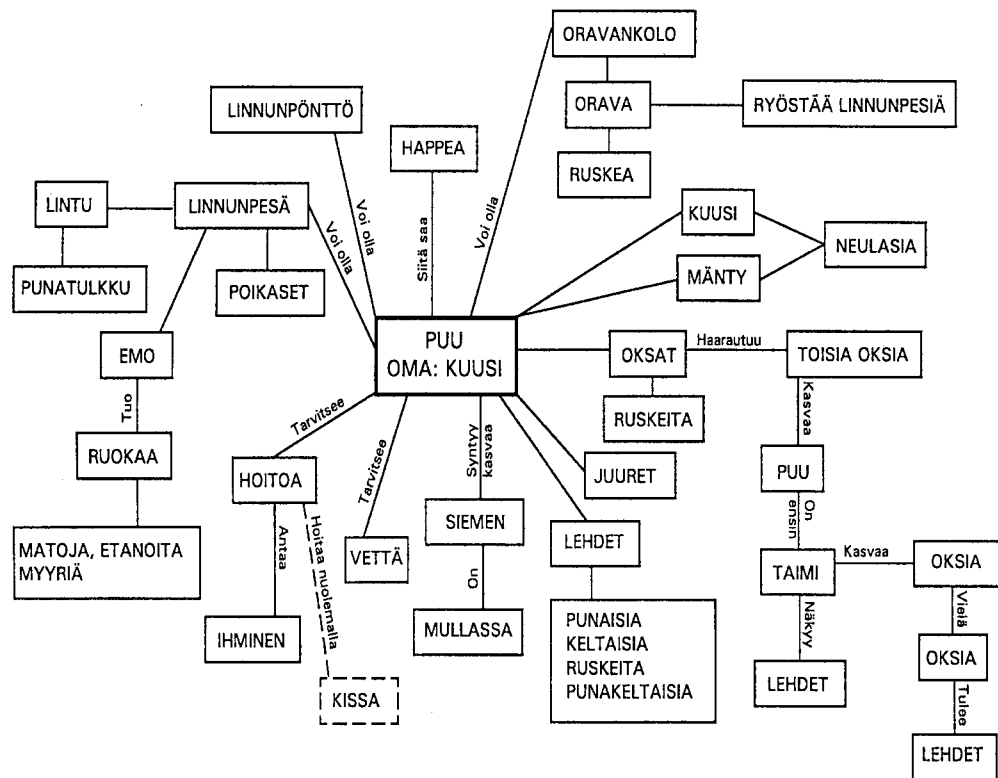 ORAVANKOLO
LINNUNPÖNTTÖ
ORAVA
RYÖSTÄÄ LINNUNPESIÄ
HAPPEA
RUSKEA
LINTU
LINNUNPESÄ
Voi olla
Voi olla
Siitä saa
Voi olla
KUUSI
NEULASIA
PUNATULKKU
POIKASET
MÄNTY
EMO
PUU
OMA: KUUSI
OKSAT
Haarautuu
TOISIA OKSIA
Tuo
RUSKEITA
Kasvaa
RUOKAA
Tarvitsee
HOITOA
Tarvitsee
Syntyy
kasvaa
JUURET
PUU
On
ensin
MATOJA, ETANOITA
MYYRIÄ
Antaa
Hoitaa nuolemalla
VETTÄ
SIEMEN
LEHDET
TAIMI
Kasvaa
OKSIA
On
Näkyy
Vielä
IHMINEN
MULLASSA
PUNAISIA
KELTAISIA
RUSKEITA
PUNAKELTAISIA
OKSIA
KISSA
LEHDET
Tulee
LEHDET